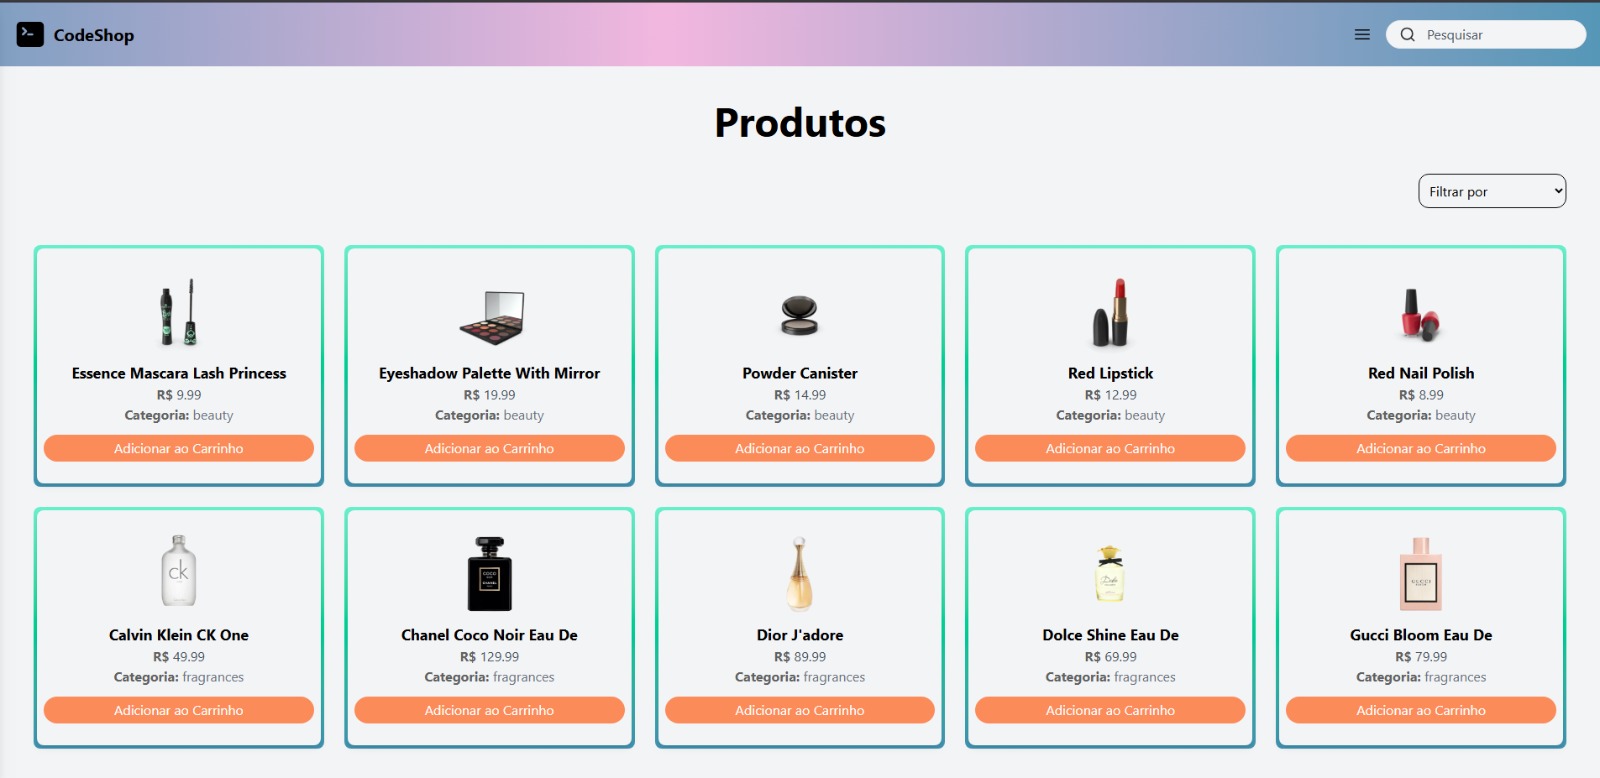 CodeShop
Pesquisar
Produtos
Filtrar por
Essence Mascara Lash Princess
R$ 9.99
Categoria: beauty
Adicionar ao Carrinho
Eyeshadow Palette With Mirror
R$ 19.99
Categoria: beauty
Adicionar ao Carrinho
Powder Canister
R$ 14.99
Categoria: beauty
Adicionar ao Carrinho
Red Lipstick
R$ 12.99
Categoria: beauty
Adicionar ao Carrinho
Red Nail Polish
R$ 8.99
Categoria: beauty
Adicionar ao Carrinho
ck
Calvin Klein CK One
R$ 49.99
Categoria: fragrances
Adicionar ao Carrinho
COCO
CHANEL
Chanel Coco Noir Eau De
R$ 129.99
Categoria: fragrances
Adicionar ao Carrinho
Dior J'adore
R$ 89.99
Categoria: fragrances
Adicionar ao Carrinho
Dolce Shine Eau De
R$ 69.99
Categoria: fragrances
Adicionar ao Carrinho
GUCCI
Gucci Bloom Eau De
R$ 79.99
Categoria: fragrances
Adicionar ao Carrinho